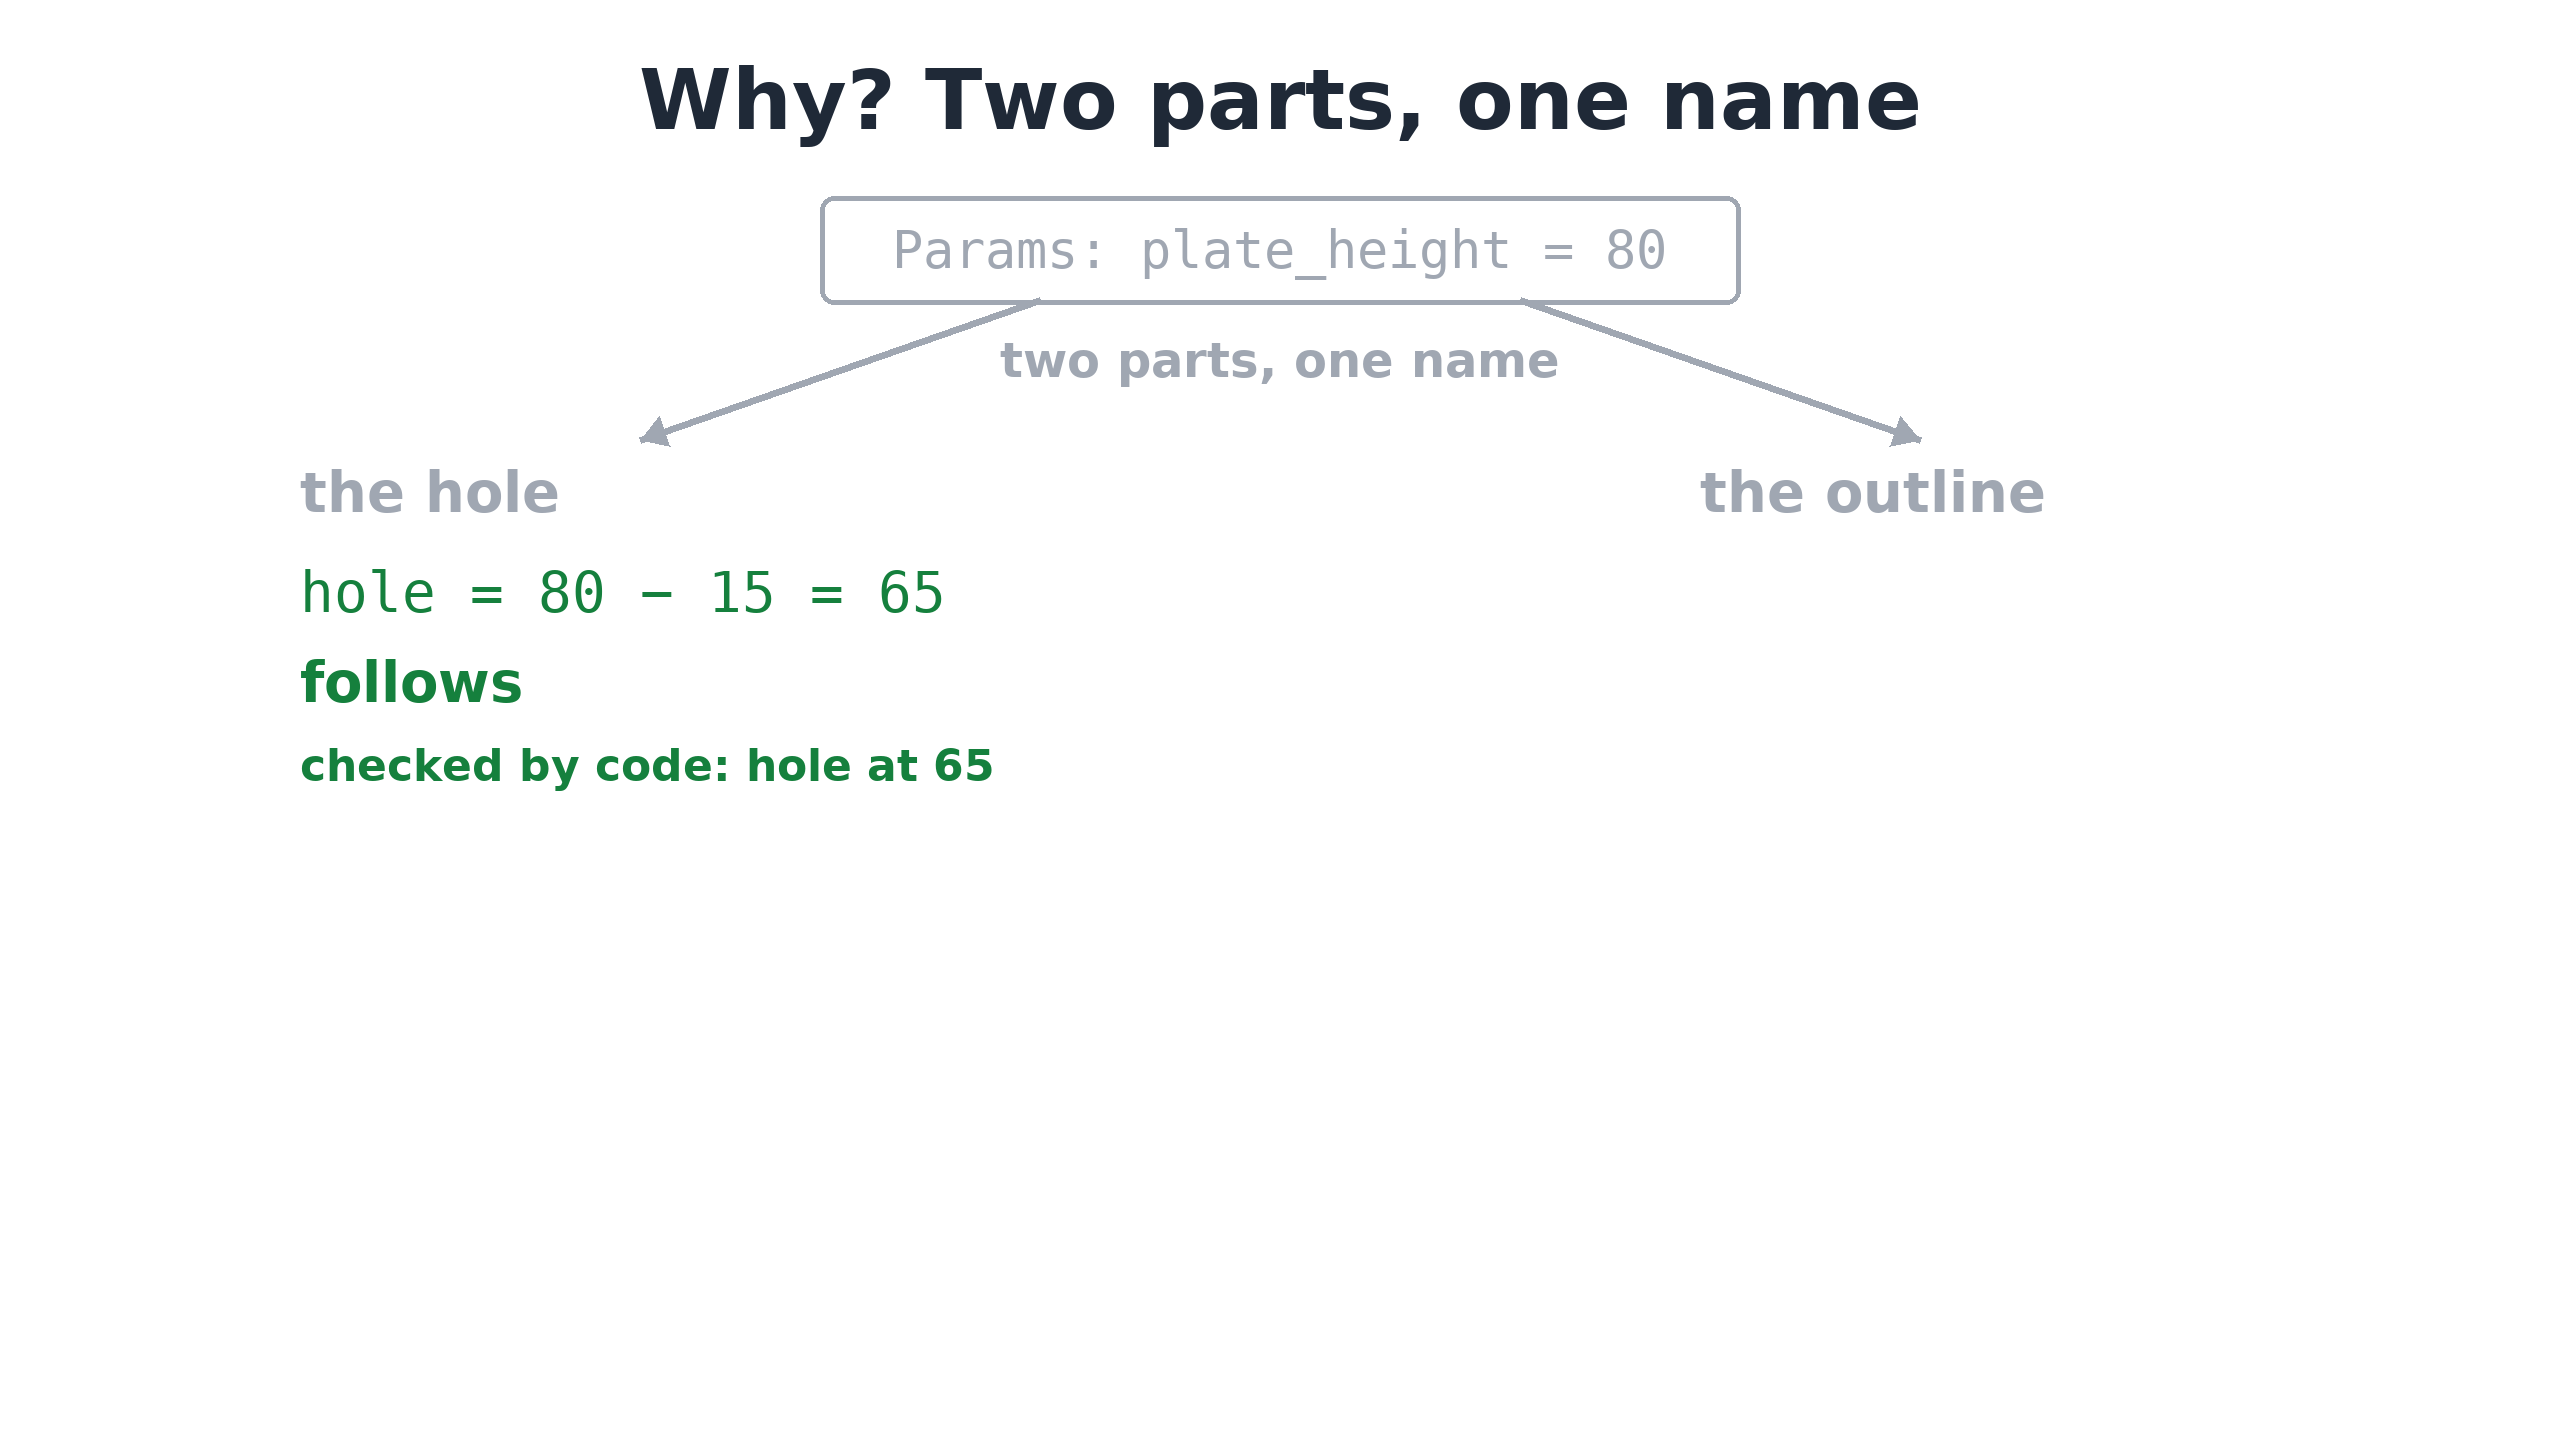 Why? Two parts, one name
Params: plate_height = 80
two parts, one name
the hole
the outline
hole = 80 − 15 = 65
follows
checked by code: hole at 65